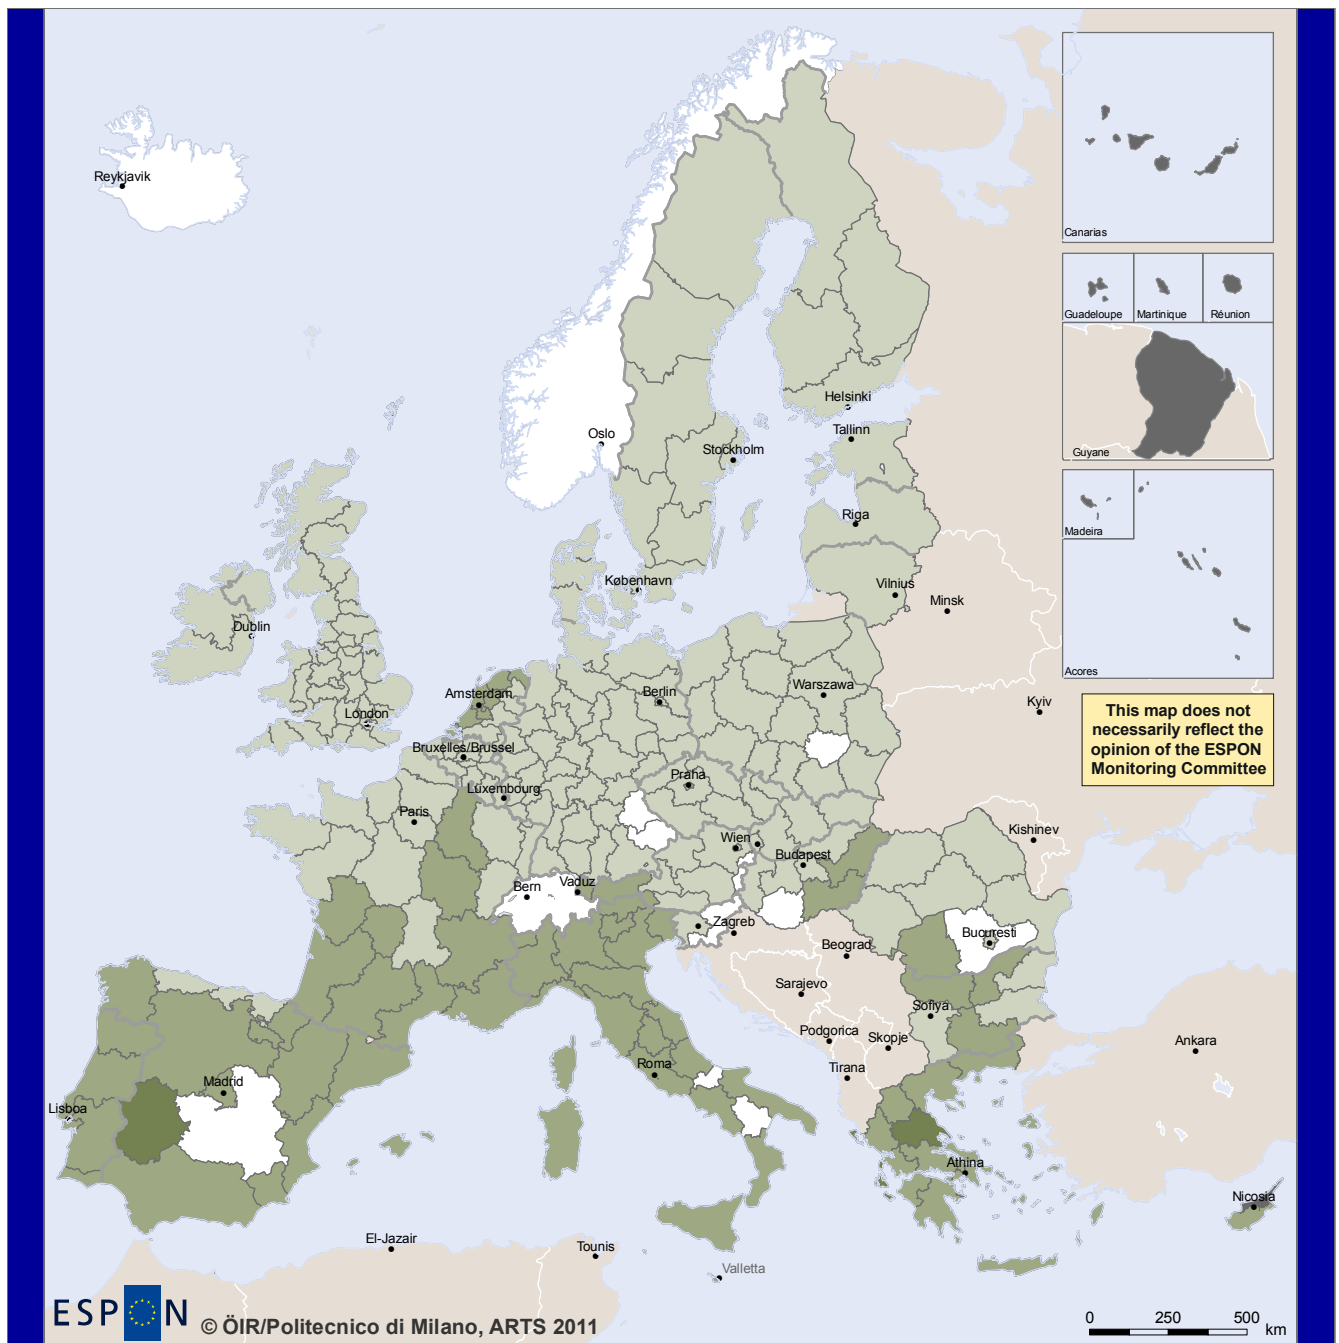 Reykjavik
Canarias
Guadeloupe
Martinique
Réunion
Oslo
Helsinki
Tallinn
Stockholm
Guyane
Riga
Madeira
København
Vilnius
Minsk
Dublin
Acores
Amsterdam
Berlin
Warszawa
Kyiv
London
This map does not
necessarily reflect the
opinion of the ESPON
Monitoring Committee
Bruxelles/Brussel
Praha
Luxembourg
Paris
Kishinev
Wien
Budapest
Bern
Vaduz
Zagreb
Bucuresti
Beograd
Sarajevo
Sofiya
Podgorica
Skopje
Ankara
Roma
Tirana
Madrid
Lisboa
Athina
Nicosia
El-Jazair
Tounis
Valletta
ESPON
© ÖIR/Politecnico di Milano, ARTS 2011
0 250 500
km